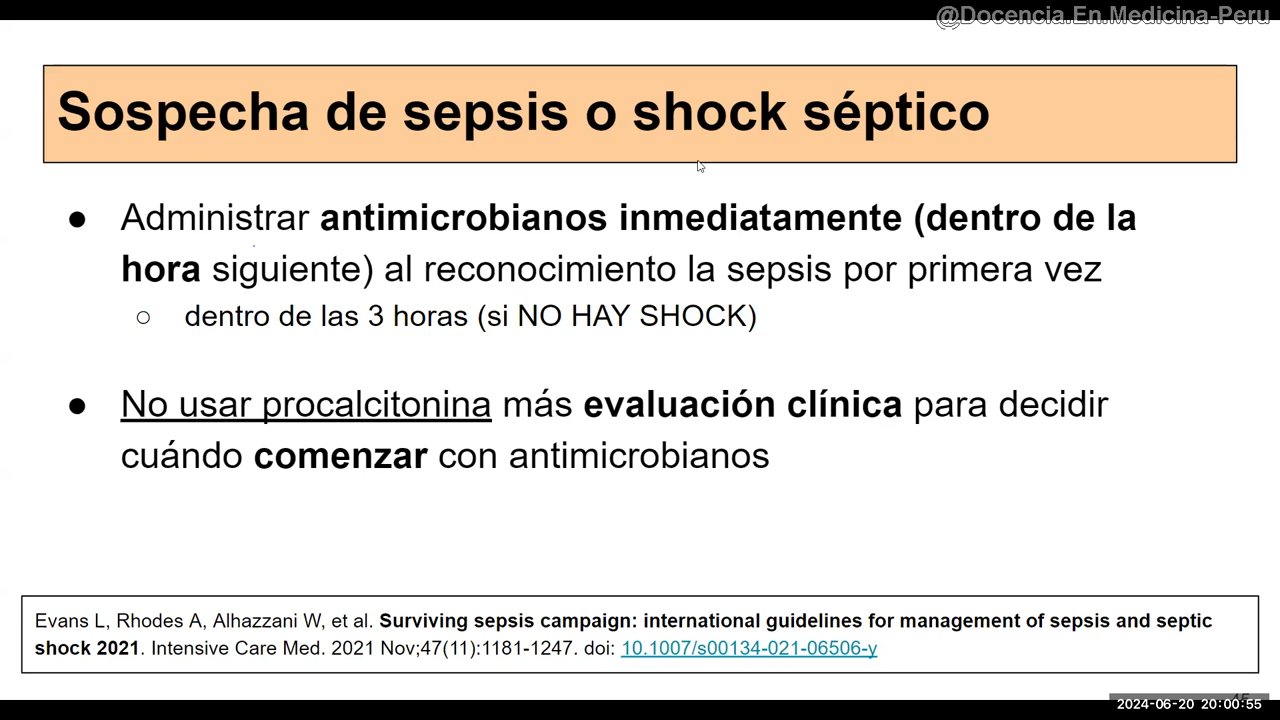 @Docencia.En.Medicina-Peru
Sospecha de sepsis o shock séptico
● Administrar antimicrobianos inmediatamente (dentro de la
hora siguiente) al reconocimiento la sepsis por primera vez
○ dentro de las 3 horas (si NO HAY SHOCK)
● No usar procalcitonina más evaluación clínica para decidir
cuándo comenzar con antimicrobianos
Evans L, Rhodes A, Alhazzani W, et al. Surviving sepsis campaign: international guidelines for management of sepsis and septic
shock 2021. Intensive Care Med. 2021 Nov;47(11):1181-1247. doi: 10.1007/s00134-021-06506-y
2024-06-20 20:00:55